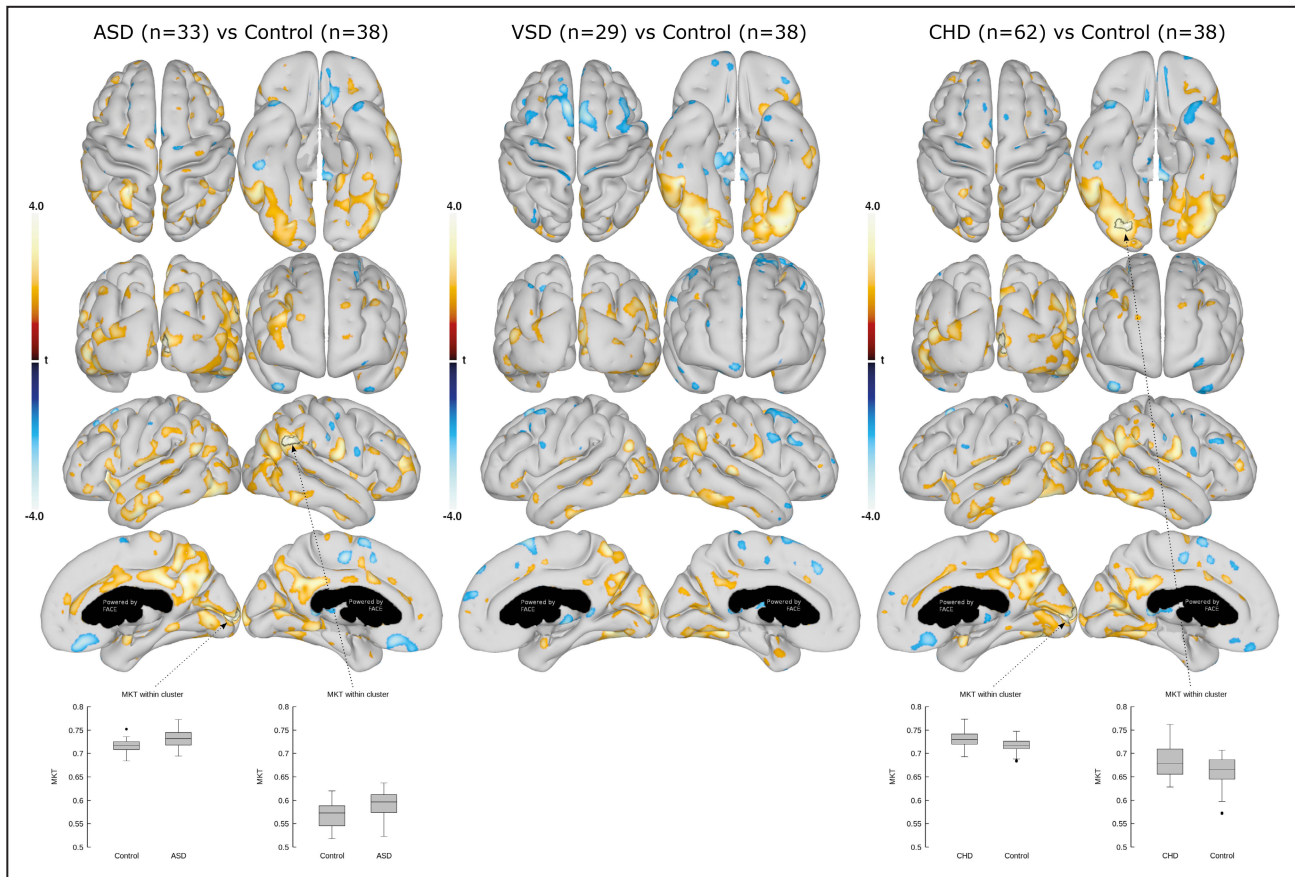 ASD (n=33) vs Control (n=38)
VSD (n=29) vs Control (n=38)
CHD (n=62) vs Control (n=38)
4.0
t
-4.0
4.0
t
-4.0
4.0
t
-4.0
Powered by
FACE
Powered by
FACE
Powered by
FACE
Powered by
FACE
Powered by
FACE
Powered by
FACE
MKT within cluster
0.8
0.75
0.7
0.65
0.6
0.55
0.5
MKT
Control
ASD
MKT within cluster
0.8
0.75
0.7
0.65
0.6
0.55
0.5
MKT
Control
ASD
MKT within cluster
0.8
0.75
0.7
0.65
0.6
0.55
0.5
MKT
CHD
Control
MKT within cluster
0.8
0.75
0.7
0.65
0.6
0.55
0.5
MKT
CHD
Control